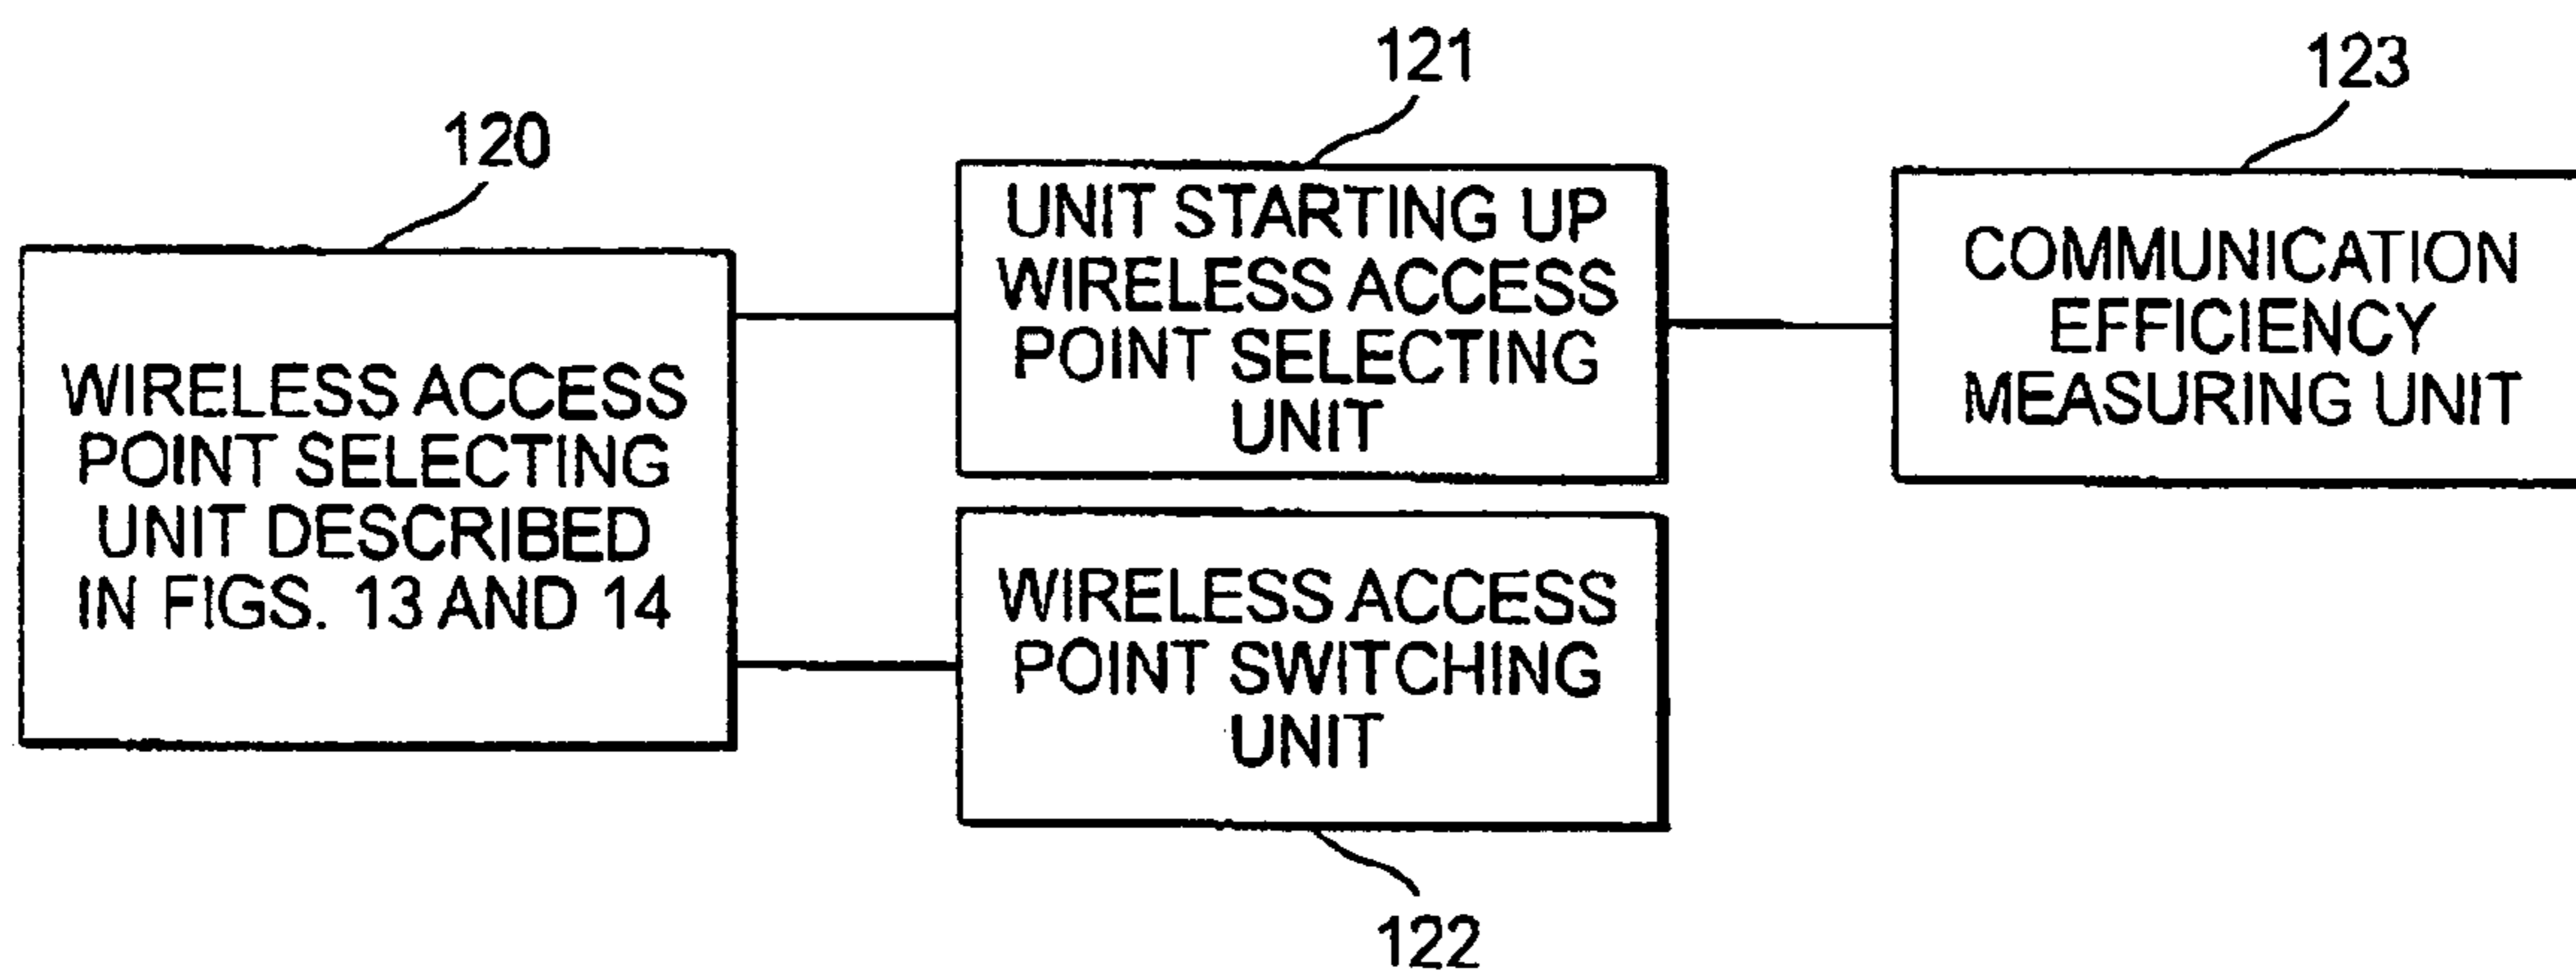 120
WIRELESS ACCESS
POINT SELECTING
UNIT DESCRIBED
IN FIGS. 13 AND 14
121
UNIT STARTING UP
WIRELESS ACCESS
POINT SELECTING
UNIT
WIRELESS ACCESS
POINT SWITCHING
UNIT
122
123
COMMUNICATION
EFFICIENCY
MEASURING UNIT